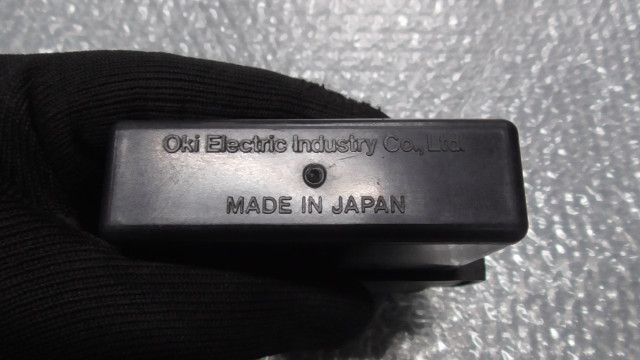 Oki Electric Industry Co., Ltd.
MADE IN JAPAN